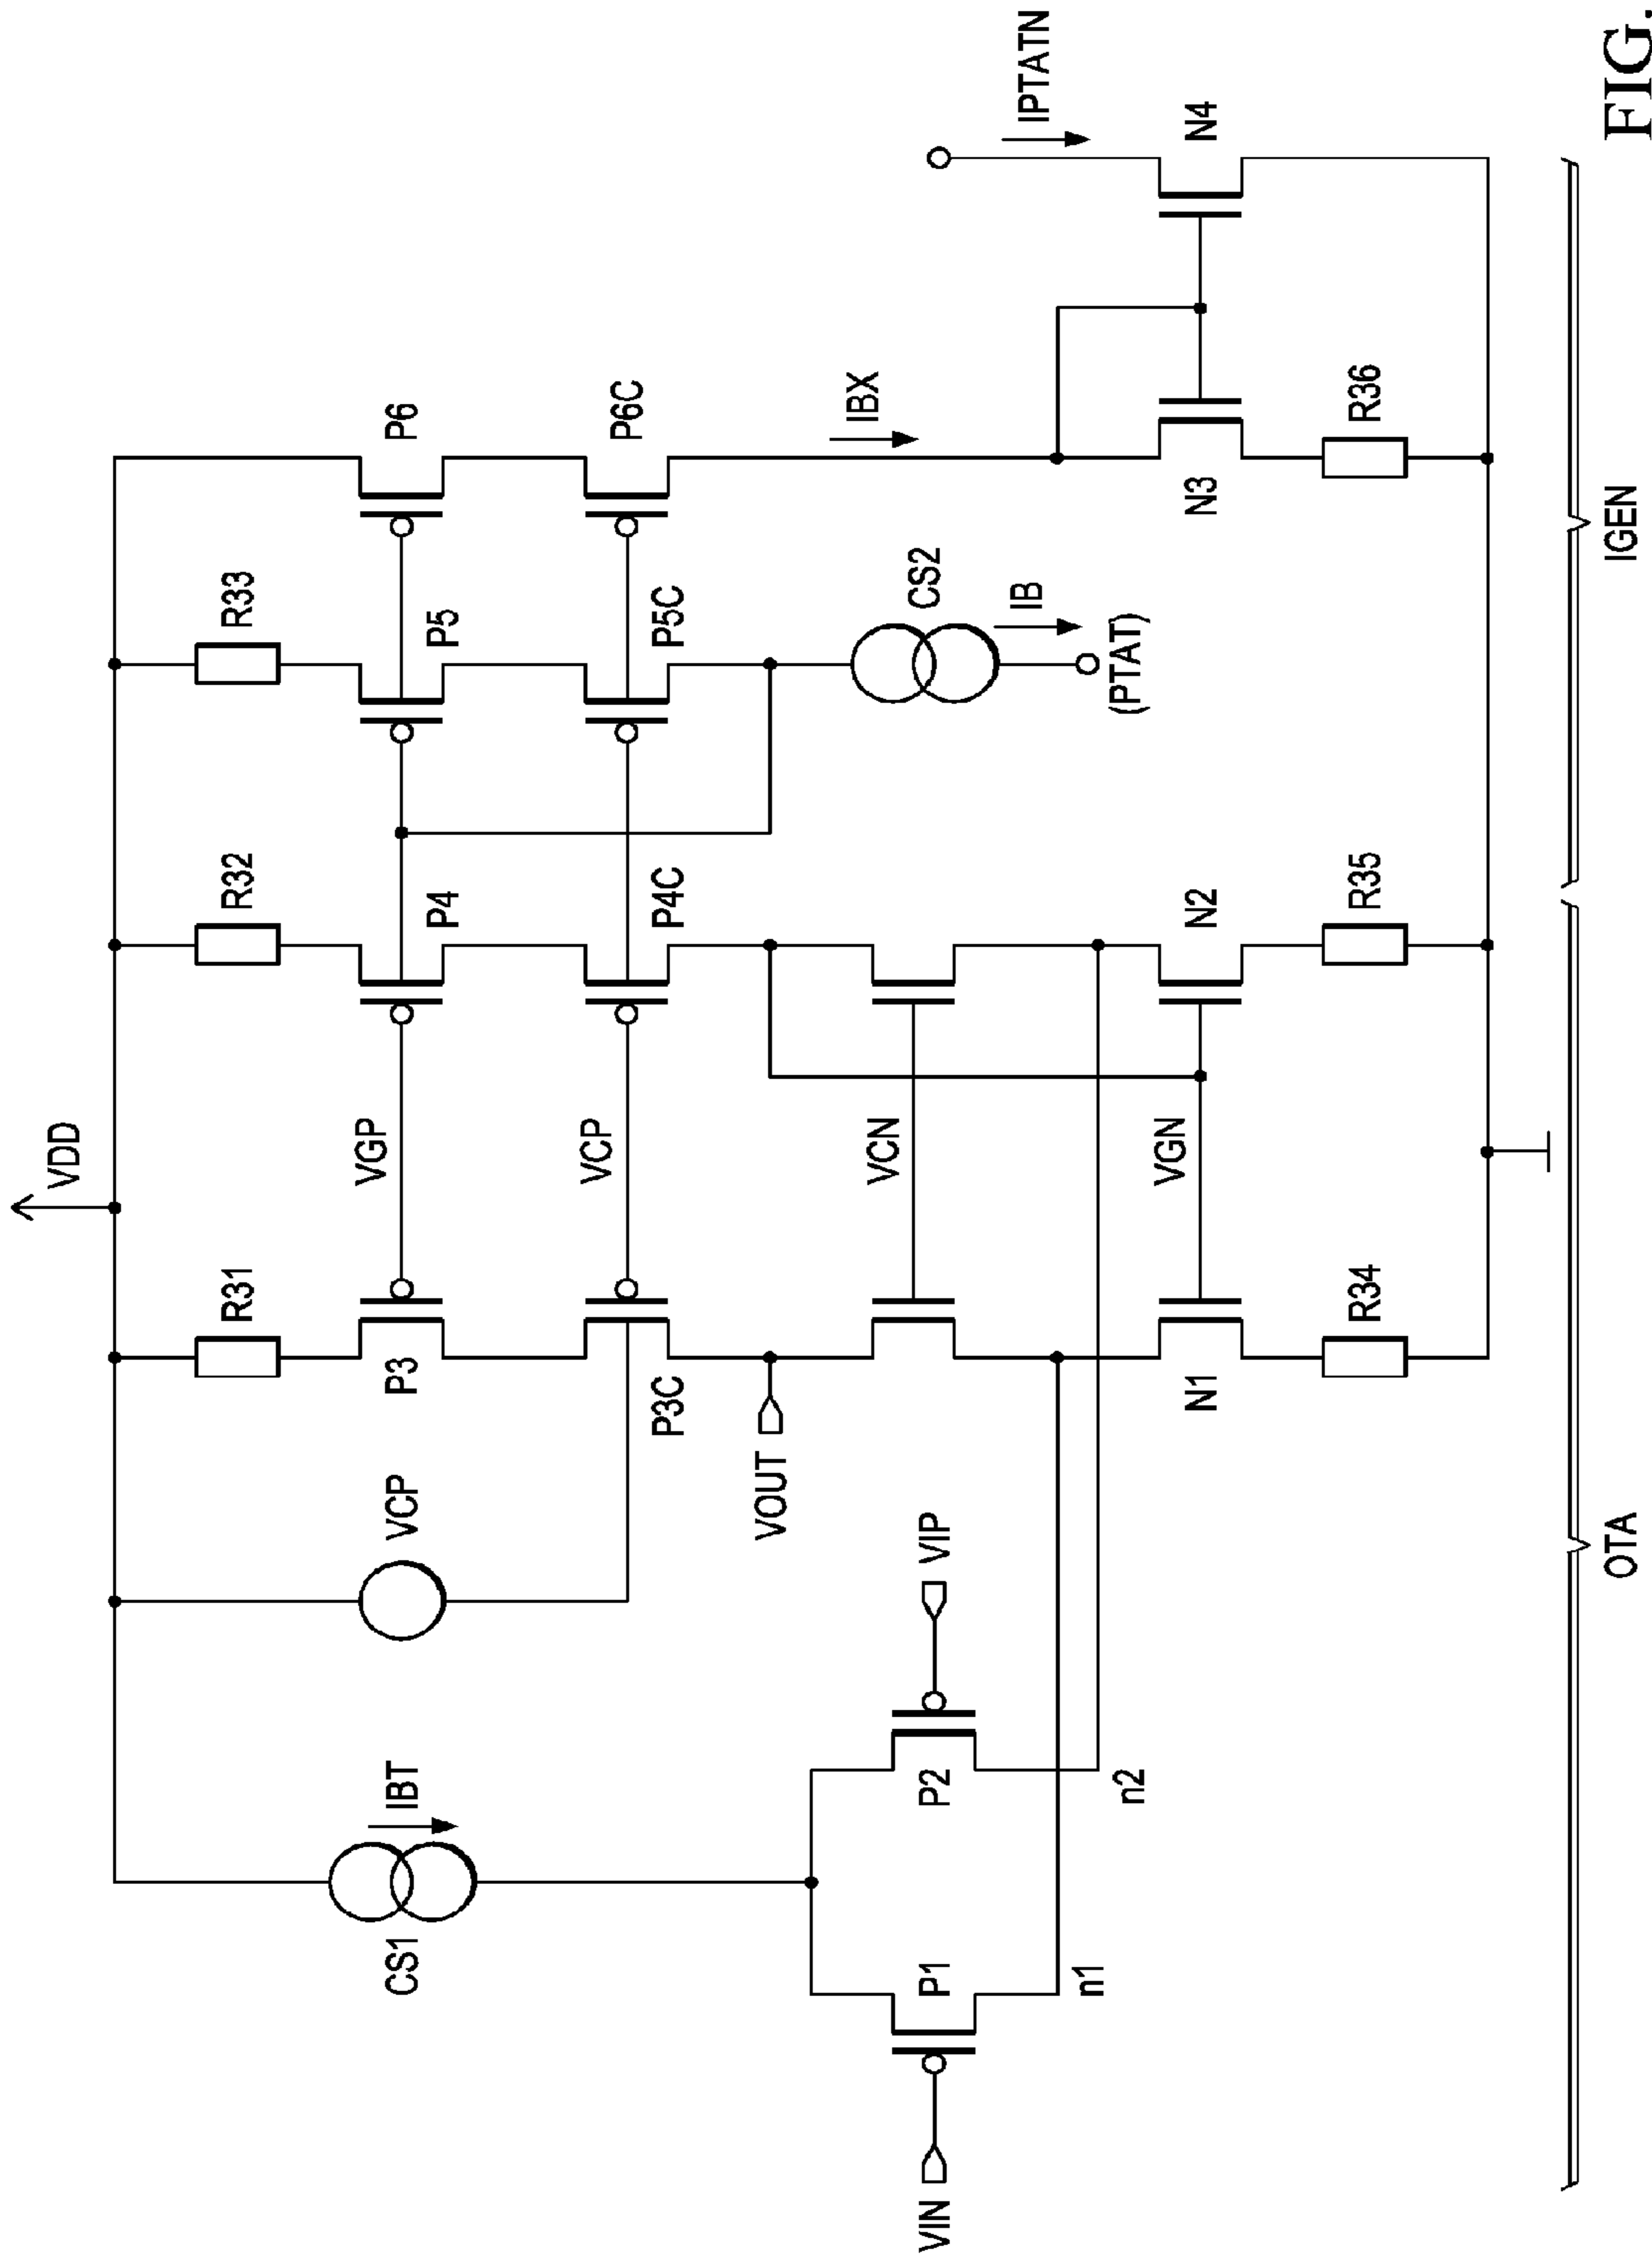 VDD
R31
R32
R33
CS1
IBT
VCP
P3
VGP
P4
P5
P6
P3C
VCP
P4C
P5C
P6C
VOUT
CS2
IB
(PTAT)
IBX
IPTATN
VIN
P1
P2
VIP
VCN
n1
n2
N1
VGN
N2
N3
N4
R34
R35
R36
OTA
IGEN
FIG.